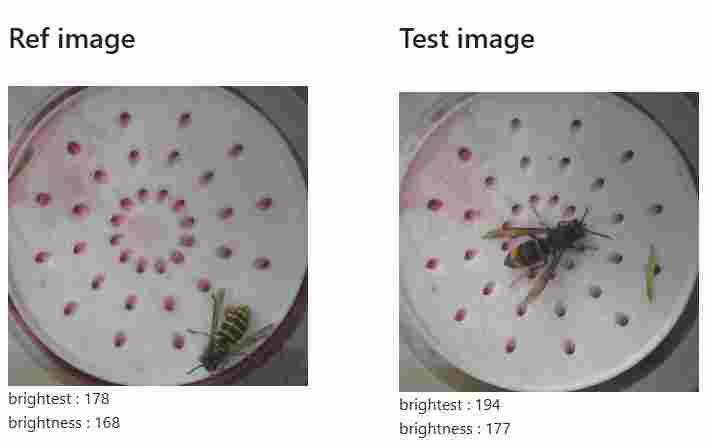 Ref image
Test image
brightest : 178
brightness : 168
brightest : 194
brightness : 177